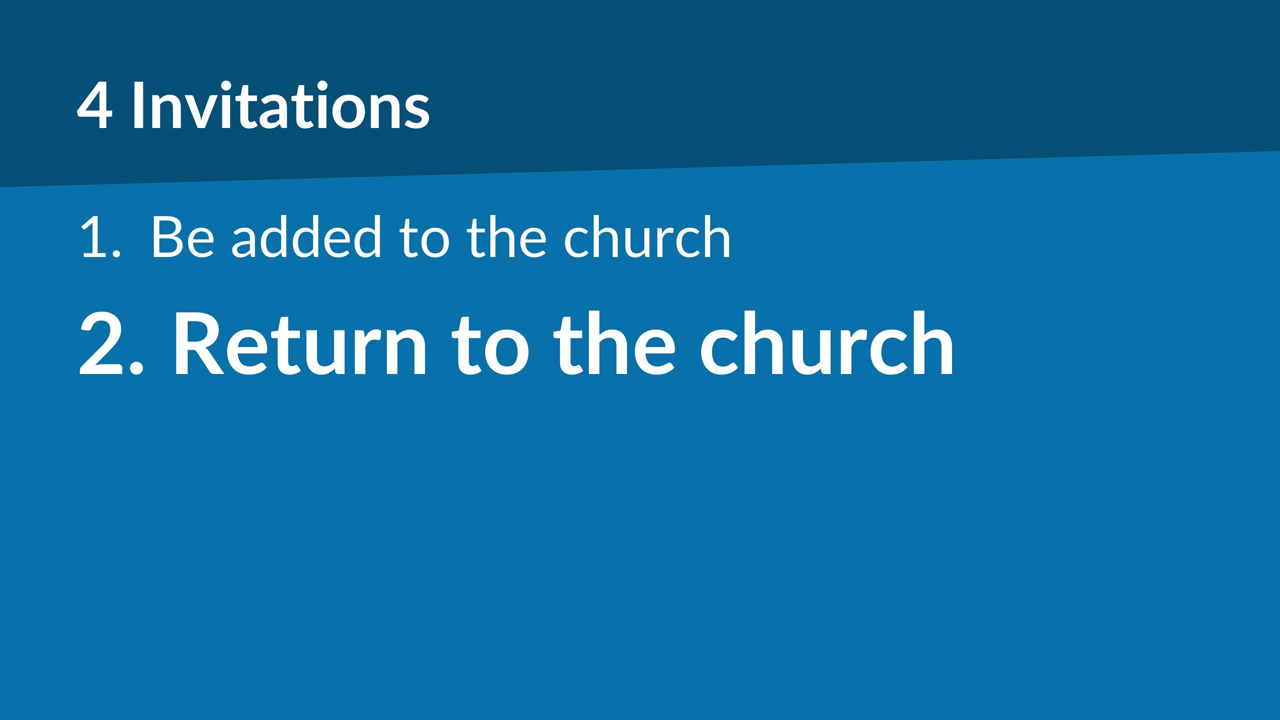 4 Invitations
1. Be added to the church
2. Return to the church